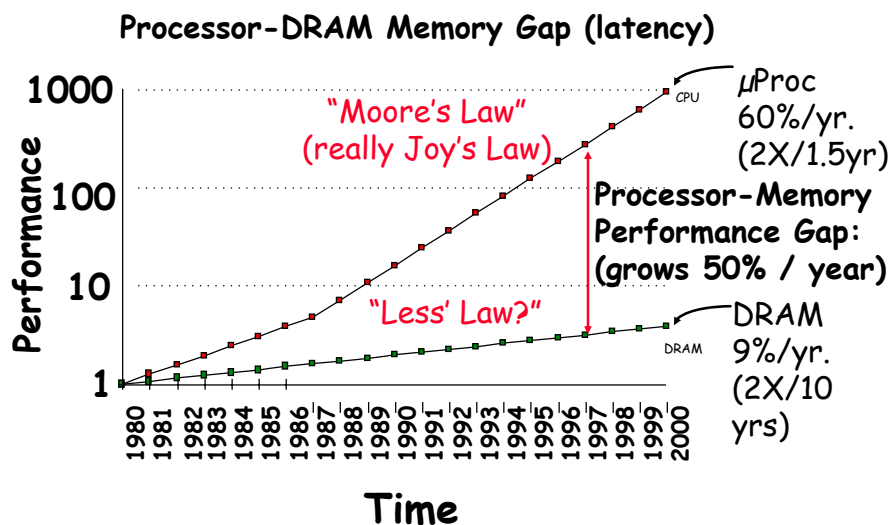 Processor-DRAM Memory Gap (latency)
µProc
60%/yr.
(2X/1.5yr)
CPU
"Moore's Law"
(really Joy's Law)
Processor-Memory
Performance Gap:
(grows 50% / year)
"Less' Law?"
DRAM
9%/yr.
(2X/10
yrs)
DRAM
Performance
1000
100
10
1
1980
1981
1982
1983
1984
1985
1986
1987
1988
1989
1990
1991
1992
1993
1994
1995
1996
1997
1998
1999
2000
Time